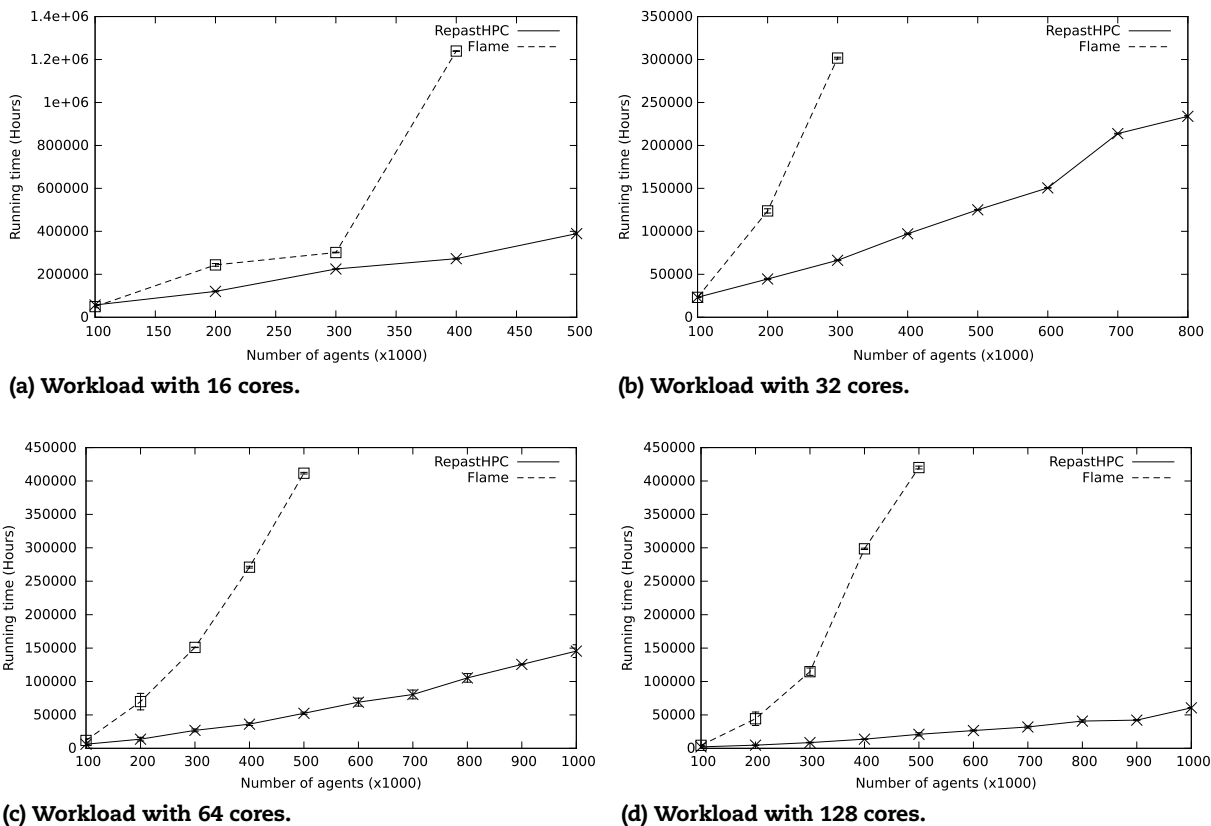 1.4e+06
1.2e+06
1e+06
800000
600000
400000
200000
0
Running time (Hours)
RepastHPC
Flame
100 150 200 250 300 350 400 450 500
Number of agents (x1000)
(a) Workload with 16 cores.
350000
300000
250000
200000
150000
100000
50000
0
Running time (Hours)
RepastHPC
Flame
100 200 300 400 500 600 700 800
Number of agents (x1000)
(b) Workload with 32 cores.
450000
400000
350000
300000
250000
200000
150000
100000
50000
0
Running time (Hours)
RepastHPC
Flame
100 200 300 400 500 600 700 800 900 1000
Number of agents (x1000)
(c) Workload with 64 cores.
450000
400000
350000
300000
250000
200000
150000
100000
50000
0
Running time (Hours)
RepastHPC
Flame
100 200 300 400 500 600 700 800 900 1000
Number of agents (x1000)
(d) Workload with 128 cores.